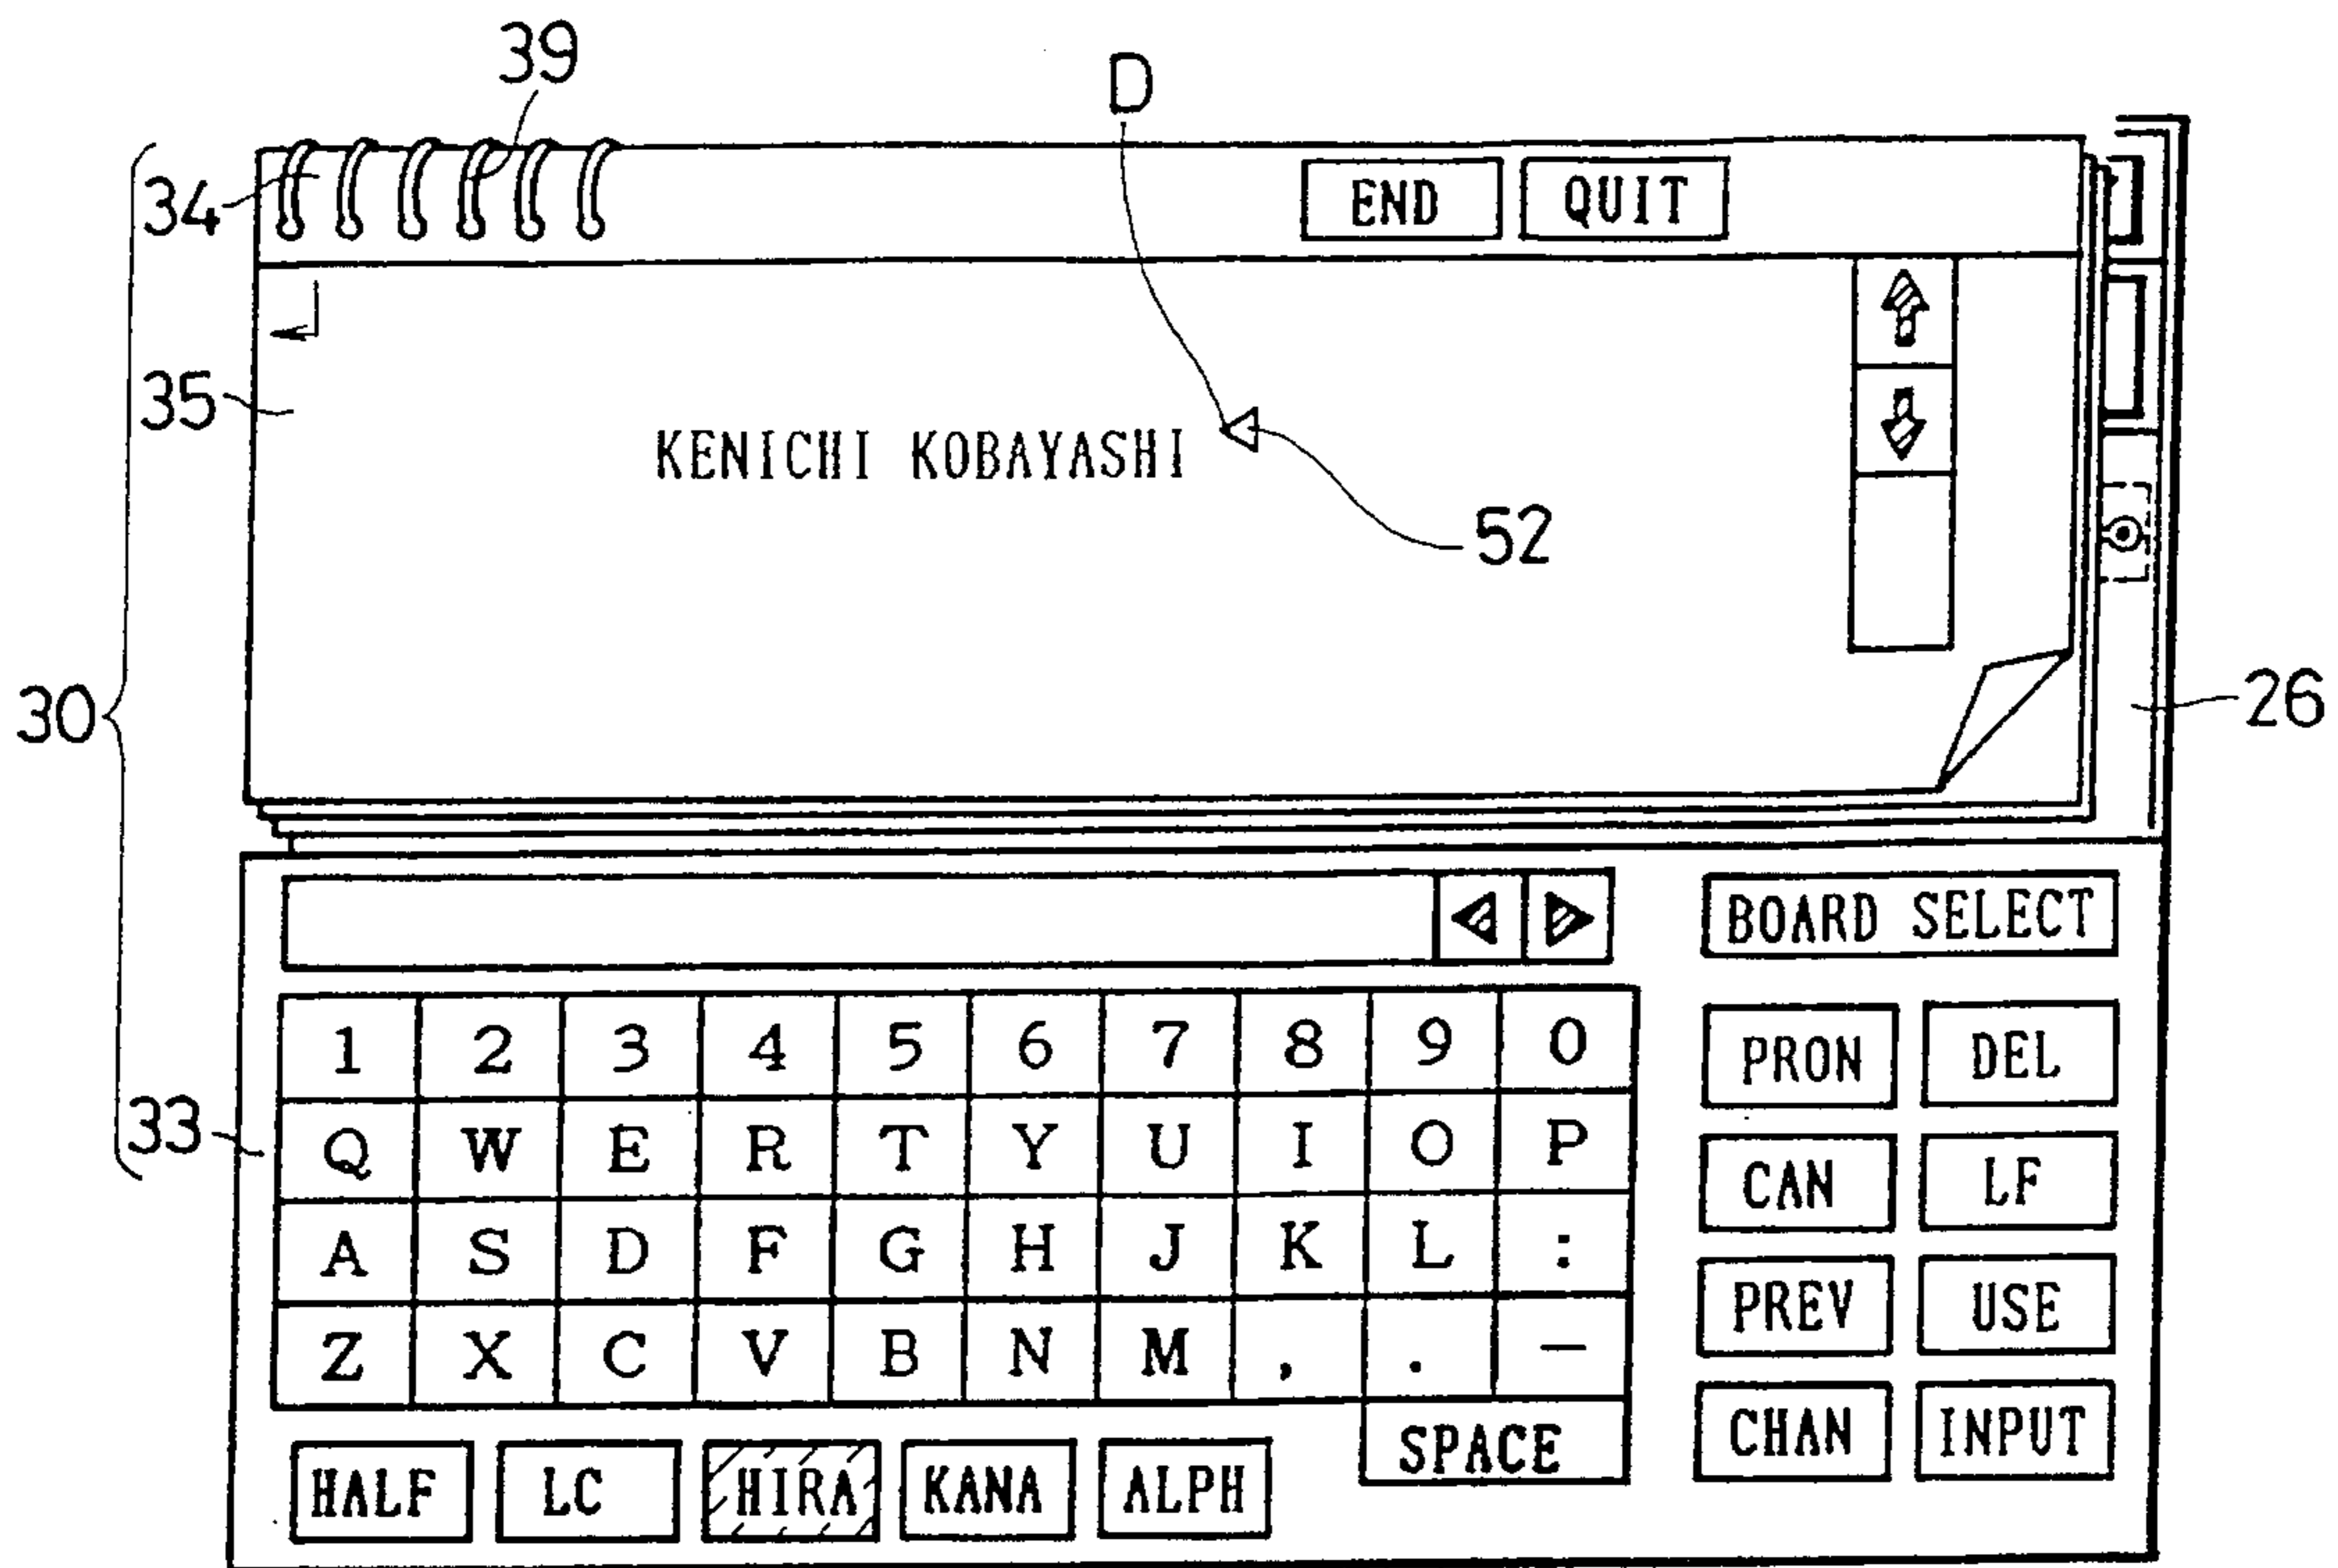 39
D
34
END QUIT
35
KENICHI KOBAYASHI
52
30
26
BOARD SELECT
1 2 3 4 5 6 7 8 9 0
PRON DEL
33
Q W E R T Y U I O P
CAN LF
A S D F G H J K L :
PREV USE
Z X C V B N M , . —
CHAN INPUT
SPACE
HALF LC HIRA KANA ALPH